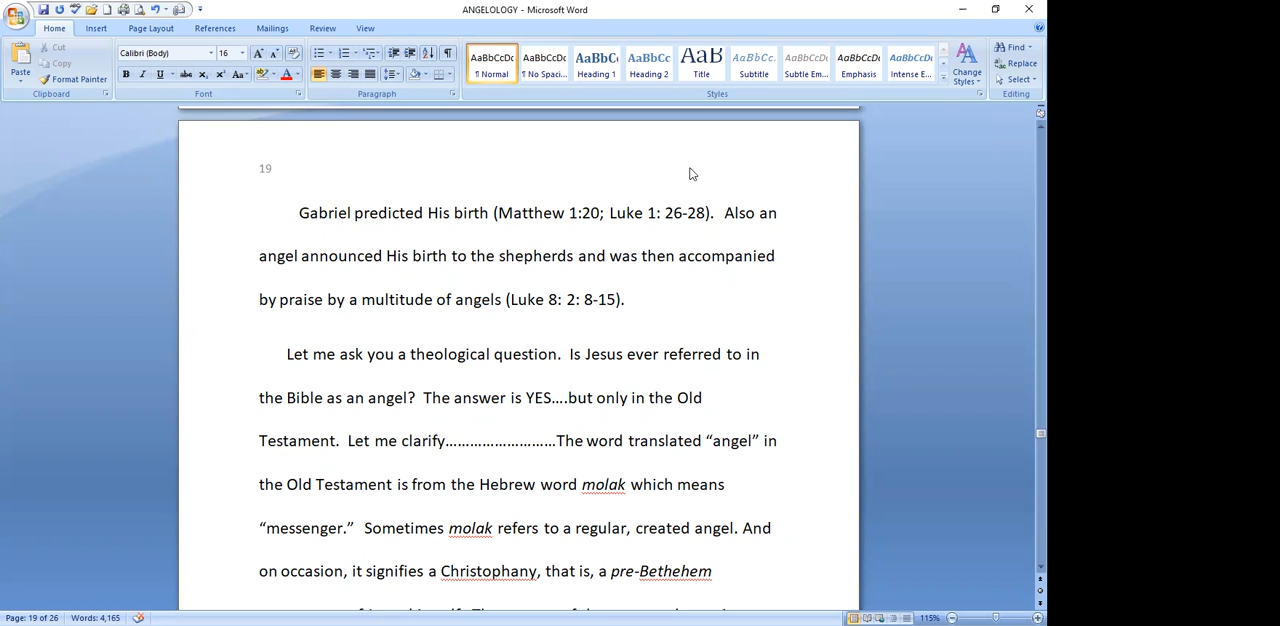 ANGELOLOGY - Microsoft Word
Home Insert Page Layout References Mailings Review View
Paste
Cut
Copy
Format Painter
Clipboard
Calibri (Body) 16
Font
Paragraph
AaBbCcDc AaBbCcDc AaBbC AaBbCc AaB AaBbCc. AaBbCcDc AaBbCcDc AaBbCcDc
¶ Normal ¶ No Spaci... Heading 1 Heading 2 Title Subtitle Subtle Em... Emphasis Intense E...
Styles
Change Styles
Find
Replace
Select
Editing
19
Gabriel predicted His birth (Matthew 1:20; Luke 1: 26-28). Also an
angel announced His birth to the shepherds and was then accompanied
by praise by a multitude of angels (Luke 8: 2: 8-15).
Let me ask you a theological question. Is Jesus ever referred to in
the Bible as an angel? The answer is YES....but only in the Old
Testament. Let me clarify...........................The word translated “angel” in
the Old Testament is from the Hebrew word molak which means
“messenger.” Sometimes molak refers to a regular, created angel. And
on occasion, it signifies a Christophany, that is, a pre-Bethehem
Page: 19 of 26 Words: 4,165 115%